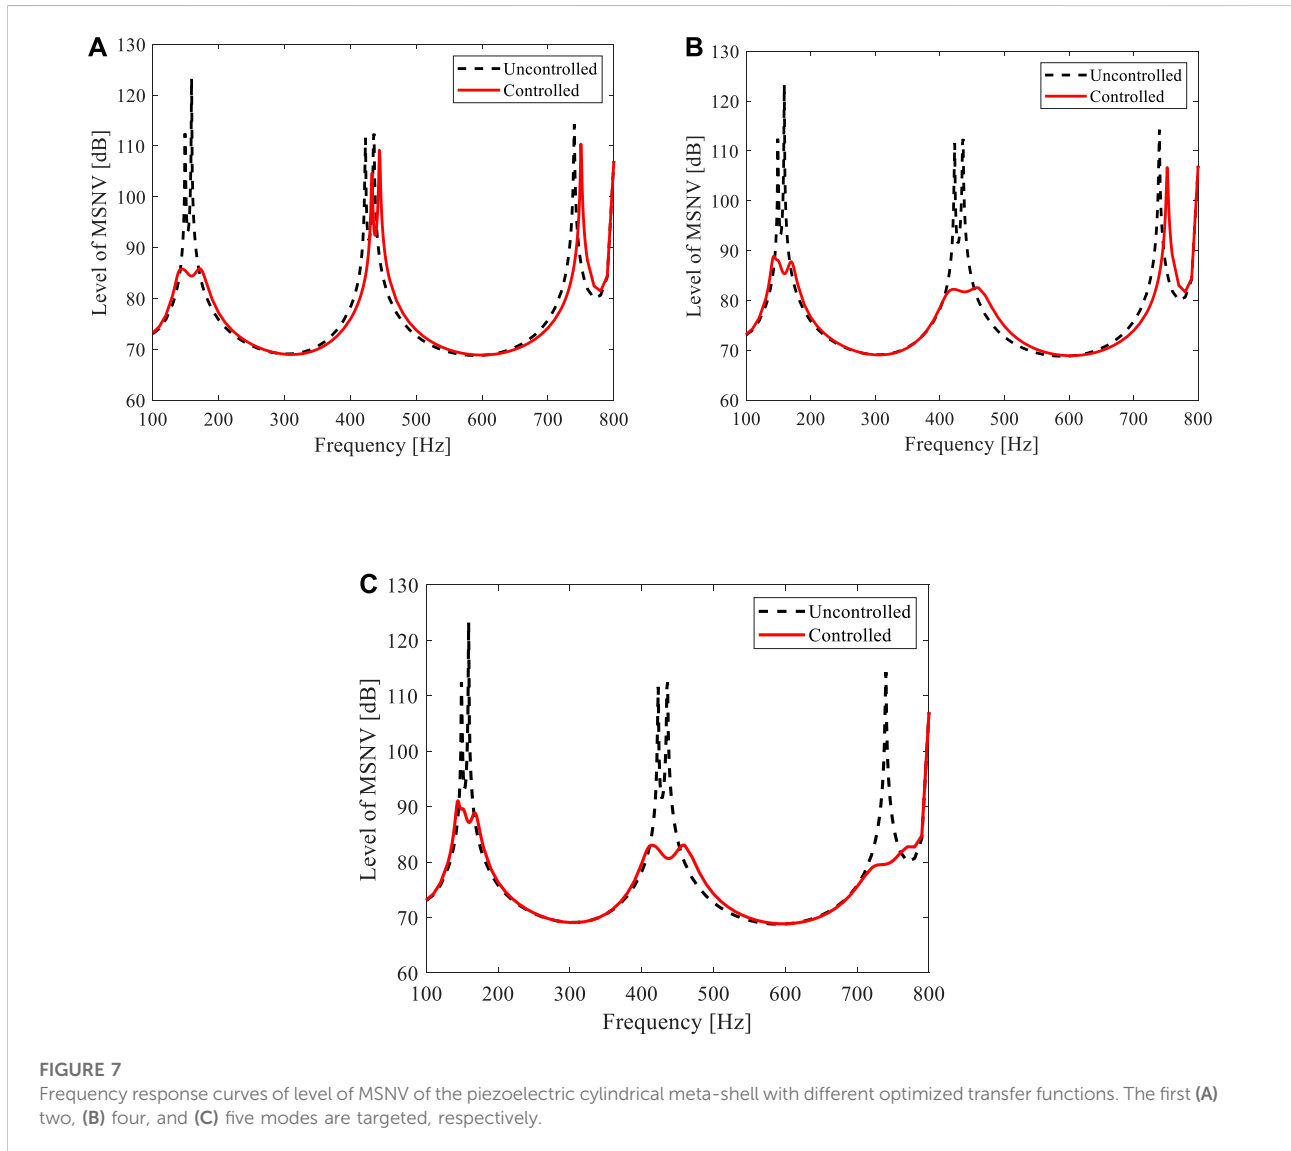 A
130
120
110
100
90
80
70
60
Level of MSNV [dB]
100 200 300 400 500 600 700 800
Frequency [Hz]
Uncontrolled
Controlled
B
130
120
110
100
90
80
70
60
Level of MSNV [dB]
100 200 300 400 500 600 700 800
Frequency [Hz]
Uncontrolled
Controlled
C
130
120
110
100
90
80
70
60
Level of MSNV [dB]
100 200 300 400 500 600 700 800
Frequency [Hz]
Uncontrolled
Controlled
FIGURE 7
Frequency response curves of level of MSNV of the piezoelectric cylindrical meta-shell with different optimized transfer functions. The first (A)
two, (B) four, and (C) five modes are targeted, respectively.